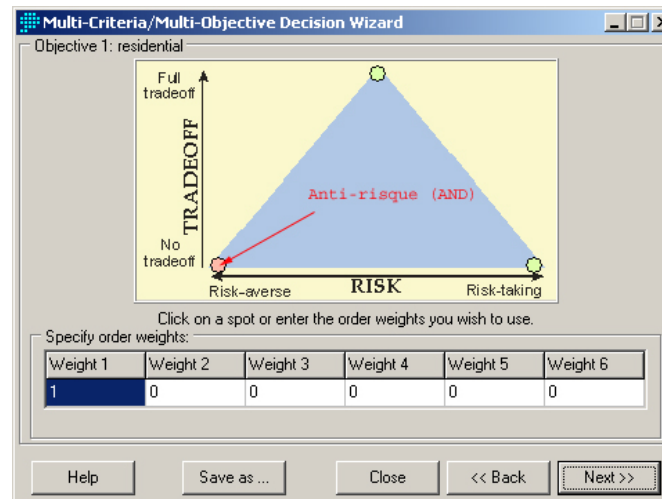 Multi-Criteria/Multi-Objective Decision Wizard
Objective 1: residential
Full
tradeoff
TRADEOFF
Anti-risque (AND)
No
tradeoff
Risk-averse
RISK
Risk-taking
Click on a spot or enter the order weights you wish to use.
Specify order weights:
Weight 1 Weight 2 Weight 3 Weight 4 Weight 5 Weight 6
1 0 0 0 0 0
Help Save as ... Close << Back Next >>